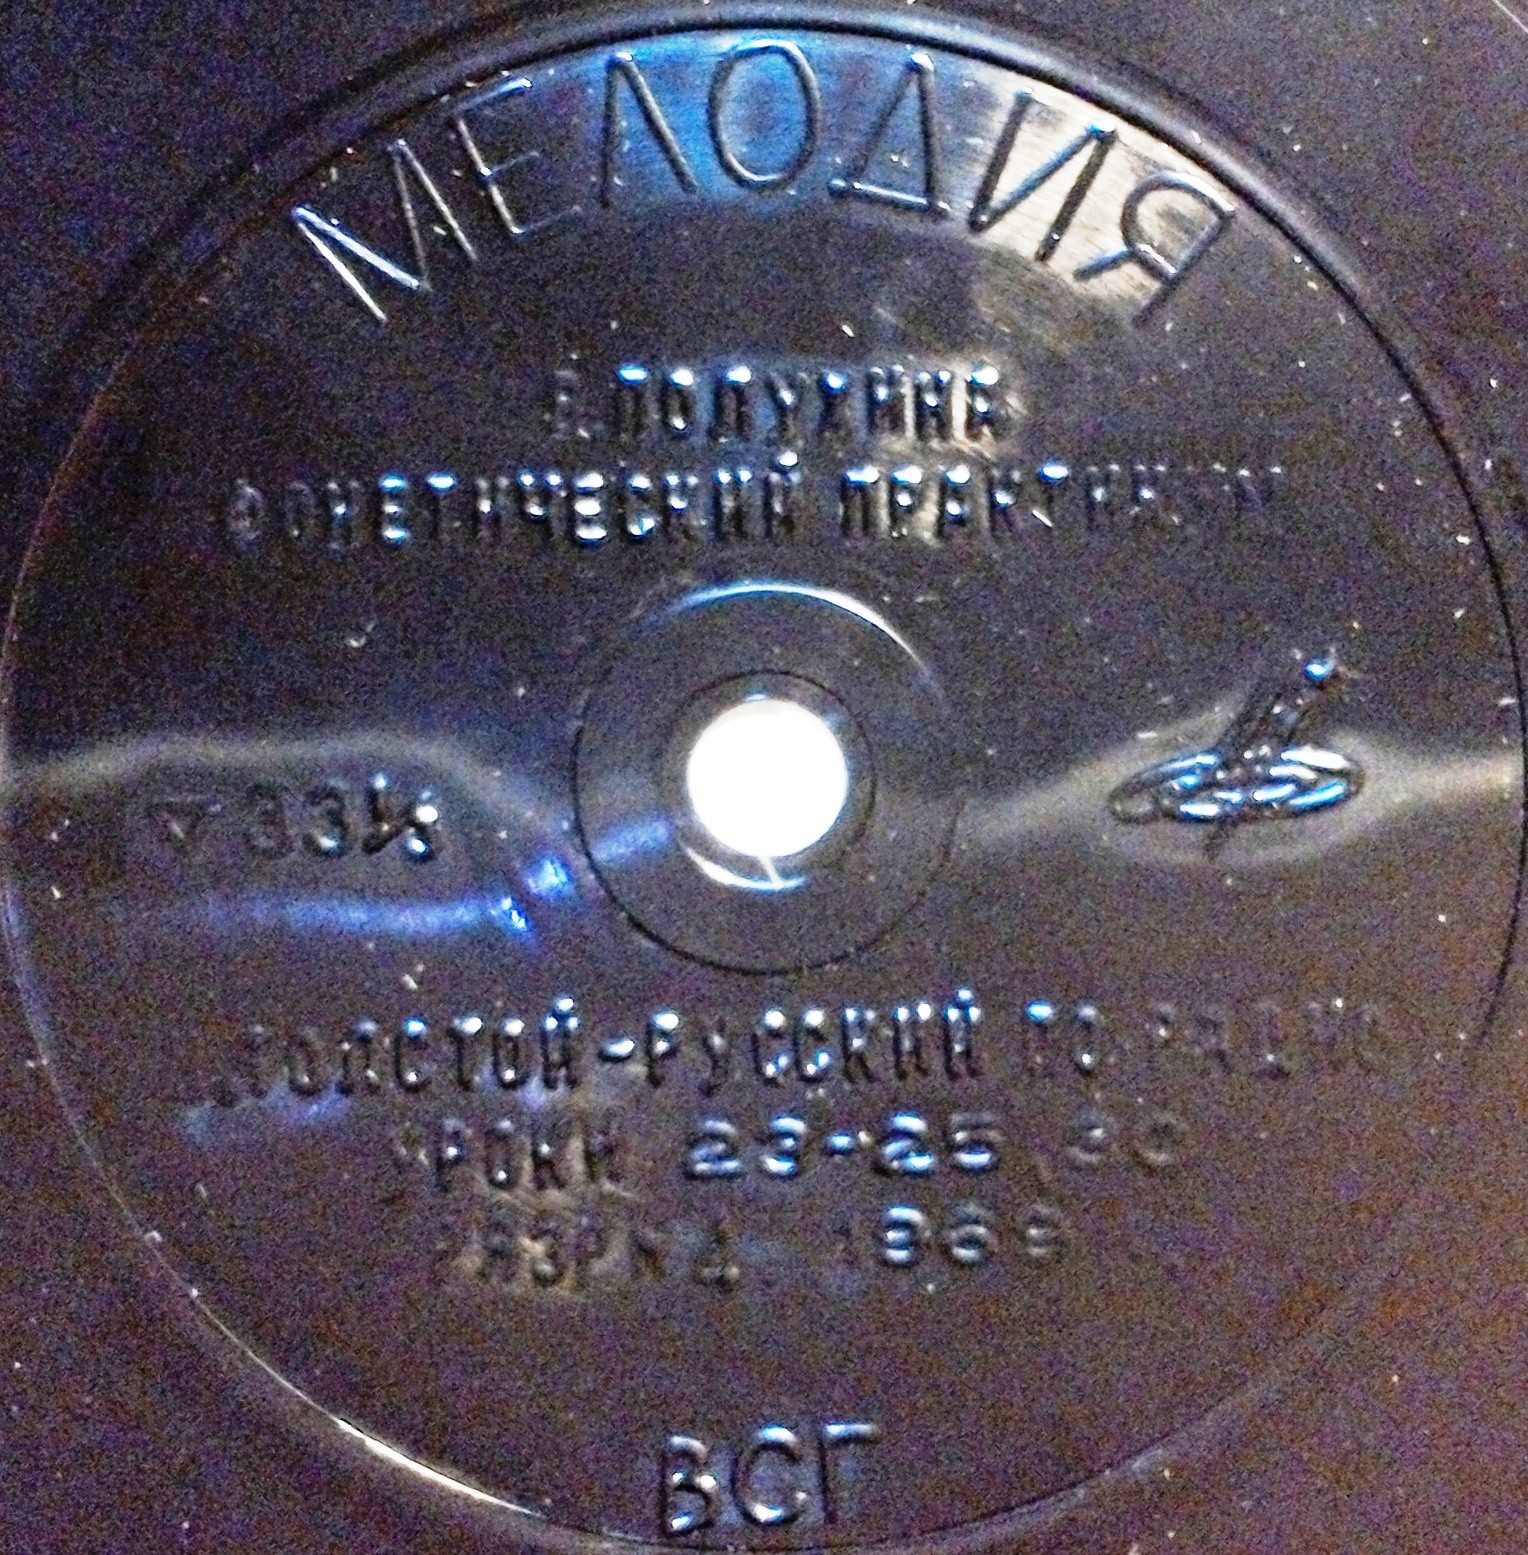 МЕЛОДИЯ
Е.ПОЛУХИНА
ФОНЕТИЧЕСКИЙ ПРАКТИКУМ
33⅓
ТОЛСТОЙ-РУССКИЙ ПО РАДИО
УРОКИ 23-25
ВСГ